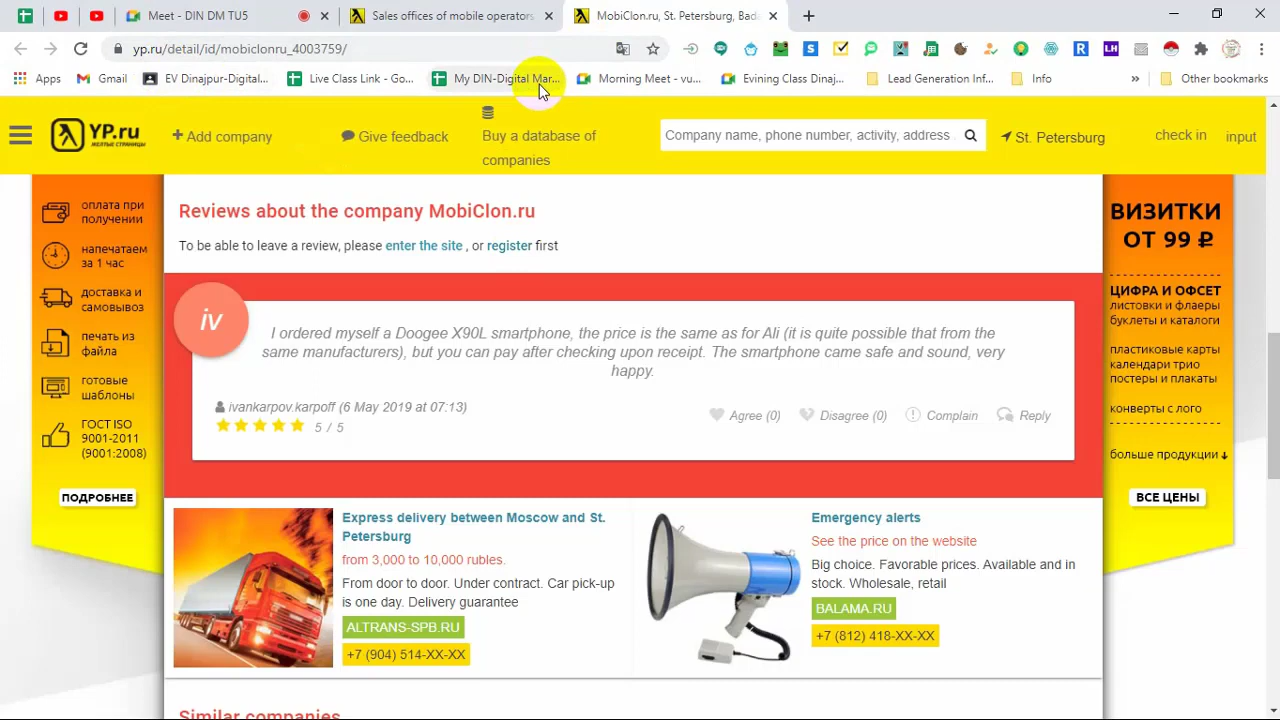 Meet - DIN DM TU5
Sales offices of mobile operators
MobiClon.ru, St. Petersburg, Bad
yp.ru/detail/id/mobiclonru_4003759/
Apps
Gmail
EV Dinajpur-Digital...
Live Class Link - Go...
My DIN-Digital Mar...
Morning Meet - vu...
Evining Class Dinaj...
Lead Generation Infor...
Info
»
Other bookmarks
YP.ru
ЖЕЛТЫЕ СТРАНИЦЫ
Add company
Give feedback
Buy a database of
companies
Company name, phone number, activity, address
St. Petersburg
check in
input
оплата при
получении
напечатаем
за 1 час
доставка и
самовывоз
печать из
файла
готовые
шаблоны
ГОСТ ISO
9001-2011
(9001:2008)
ПОДРОБНЕЕ
Reviews about the company MobiClon.ru
To be able to leave a review, please enter the site , or register first
iv
I ordered myself a Doogee X90L smartphone, the price is the same as for Ali (it is quite possible that from the
same manufacturers), but you can pay after checking upon receipt. The smartphone came safe and sound, very
happy.
ivankarpov.karpoff (6 May 2019 at 07:13)
5 / 5
Agree (0)
Disagree (0)
Complain
Reply
Express delivery between Moscow and St.
Petersburg
from 3,000 to 10,000 rubles.
From door to door. Under contract. Car pick-up
is one day. Delivery guarantee
ALTRANS-SPB.RU
+7 (904) 514-XX-XX
Emergency alerts
See the price on the website
Big choice. Favorable prices. Available and in
stock. Wholesale, retail
BALAMA.RU
+7 (812) 418-XX-XX
Similar companies
ВИЗИТКИ
ОТ 99 ₽
ЦИФРА И ОФСЕТ
листовки и флаеры
буклеты и каталоги
пластиковые карты
календари трио
постеры и плакаты
конверты с лого
больше продукции
ВСЕ ЦЕНЫ